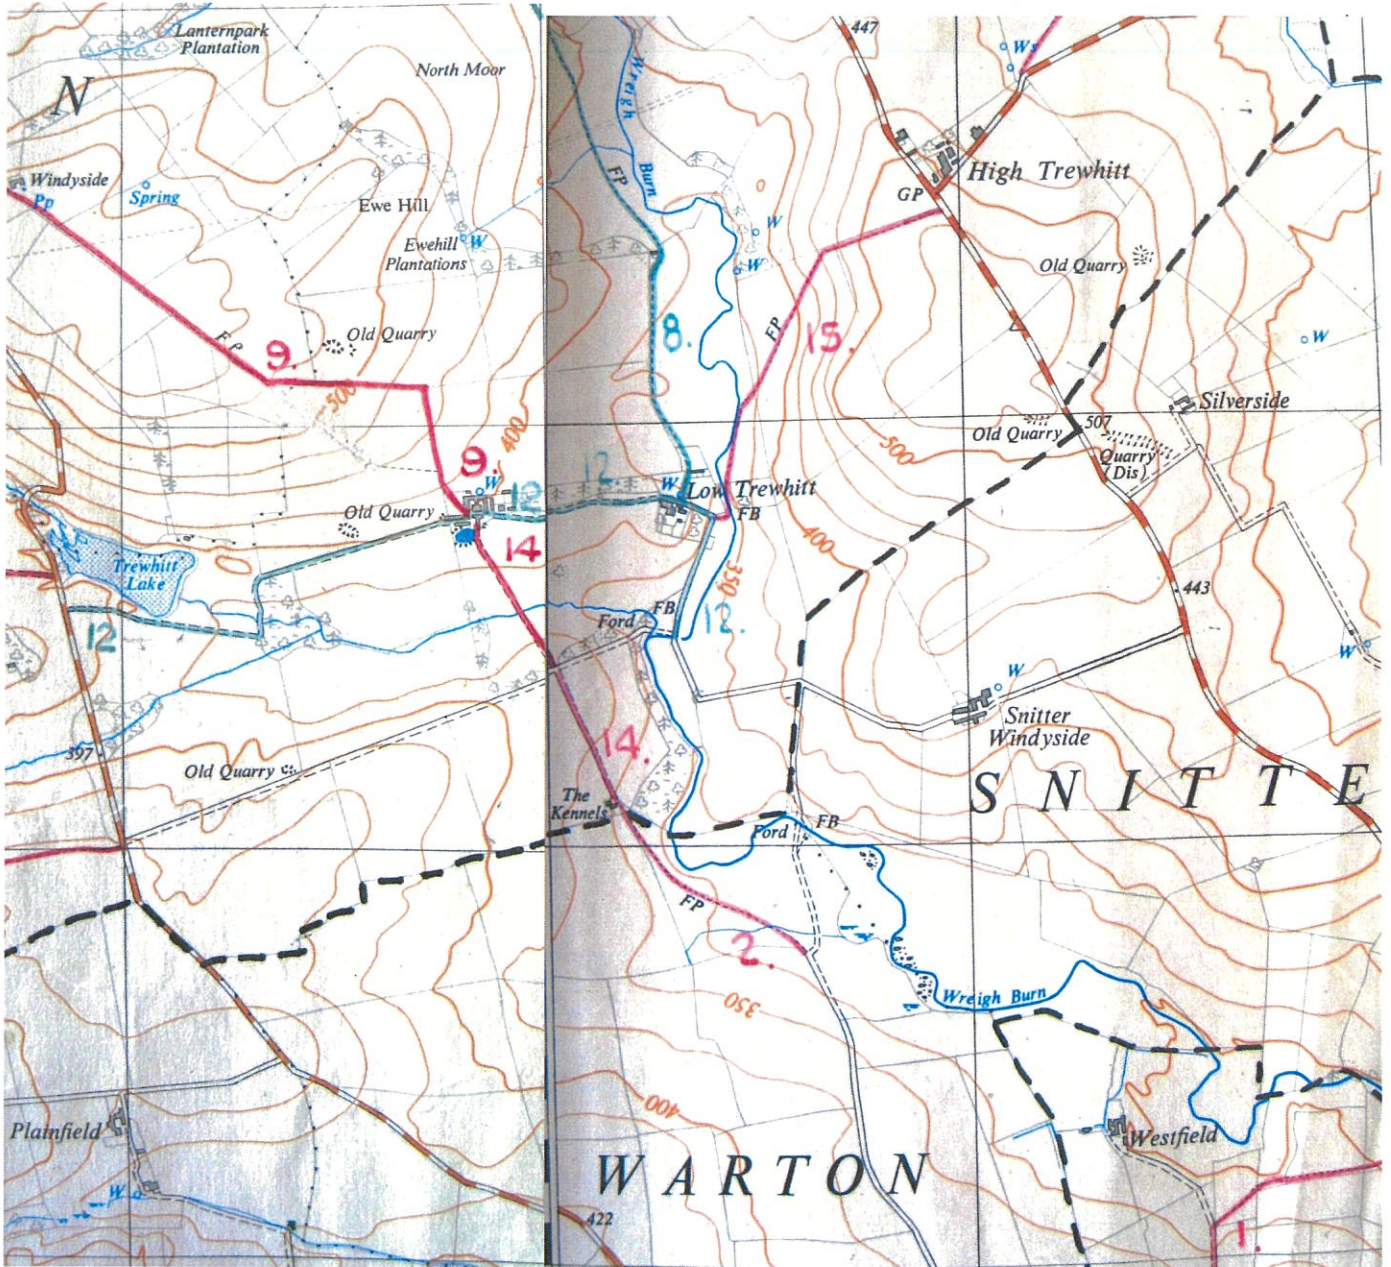 Lanternpark
Plantation
North Moor
N
447
Ws
Wreigh
Burn
FP
High Trewhitt
GP
Windyside
Pp
Spring
Ewe Hill
Ewehill
Plantations
W
W
W
Old Quarry
FP
9.
Old Quarry
500
400
8.
FP
15.
W
Silverside
Old Quarry
507
Quarry
(Dis)
500
9.
W
12
12.
W
Low Trewhitt
FB
Old Quarry
14
400
350
Trewhitt
Lake
12
Ford
FB
12.
443
W
W
Snitter
Windyside
397
Old Quarry
14.
The
Kennels
SNITTE
Ford
FB
FP
2.
350
Wreigh Burn
400
Plainfield
W
WARTON
Westfield
422
1.